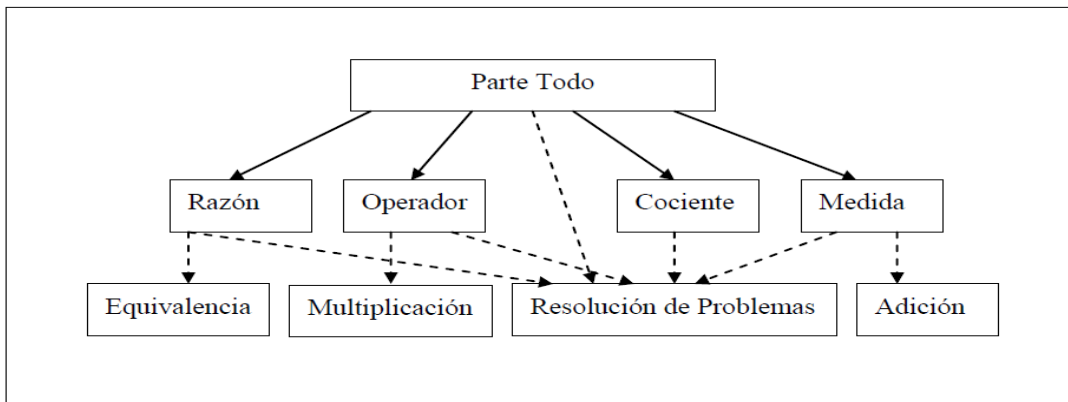 Parte Todo
Razón
Operador
Cociente
Medida
Equivalencia
Multiplicación
Resolución de Problemas
Adición